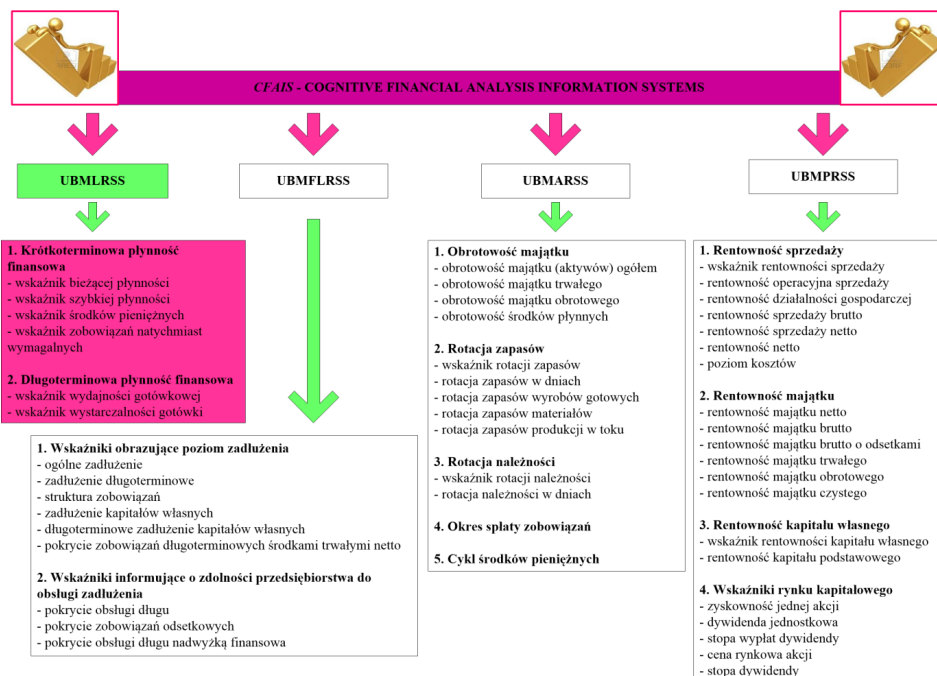 CFAIS - COGNITIVE FINANCIAL ANALYSIS INFORMATION SYSTEMS
UBMLRSS
UBMFLRSS
UBMARSS
UBMPRSS
1. Krótkoterminowa płynność
finansowa
- wskaźnik bieżącej płynności
- wskaźnik szybkiej płynności
- wskaźnik środków pieniężnych
- wskaźnik zobowiązań natychmiast
wymagalnych
2. Długoterminowa płynność finansowa
- wskaźnik wydajności gotówkowej
- wskaźnik wystarczalności gotówki
1. Wskaźniki obrazujące poziom zadłużenia
- ogólne zadłużenie
- zadłużenie długoterminowe
- struktura zobowiązań
- zadłużenie kapitałów własnych
- długoterminowe zadłużenie kapitałów własnych
- pokrycie zobowiązań długoterminowych środkami trwałymi netto
2. Wskaźniki informujące o zdolności przedsiębiorstwa do
obsługi zadłużenia
- pokrycie obsługi długu
- pokrycie zobowiązań odsetkowych
- pokrycie obsługi długu nadwyżką finansowa
1. Obrotowość majątku
- obrotowość majątku (aktywów) ogółem
- obrotowość majątku trwałego
- obrotowość majątku obrotowego
- obrotowość środków płynnych
2. Rotacja zapasów
- wskaźnik rotacji zapasów
- rotacja zapasów w dniach
- rotacja zapasów wyrobów gotowych
- rotacja zapasów materiałów
- rotacja zapasów produkcji w toku
3. Rotacja należności
- wskaźnik rotacji należności
- rotacja należności w dniach
4. Okres spłaty zobowiązań
5. Cykl środków pieniężnych
1. Rentowność sprzedaży
- wskaźnik rentowności sprzedaży
- rentowność operacyjna sprzedaży
- rentowność działalności gospodarczej
- rentowność sprzedaży brutto
- rentowność sprzedaży netto
- rentowność netto
- poziom kosztów
2. Rentowność majątku
- rentowność majątku netto
- rentowność majątku brutto
- rentowność majątku brutto o odsetkami
- rentowność majątku trwałego
- rentowność majątku obrotowego
- rentowność majątku czystego
3. Rentowność kapitału własnego
- wskaźnik rentowności kapitału własnego
- rentowność kapitału podstawowego
4. Wskaźniki rynku kapitałowego
- zyskowność jednej akcji
- dywidenda jednostkowa
- stopa wypłat dywidendy
- cena rynkowa akcji
- stopa dywidendy